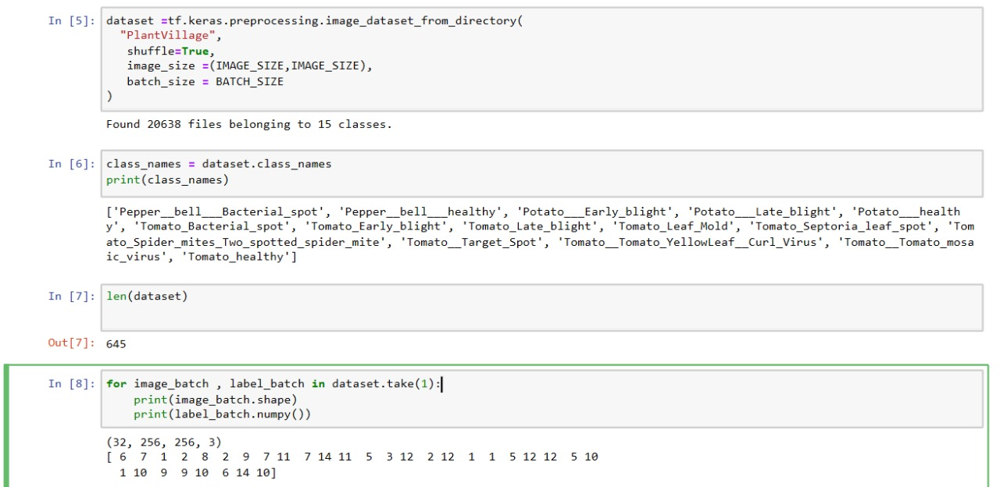 In [5]: dataset =tf.keras.preprocessing.image_dataset_from_directory(
"PlantVillage",
shuffle=True,
image_size =(IMAGE_SIZE,IMAGE_SIZE),
batch_size = BATCH_SIZE
)
Found 20638 files belonging to 15 classes.
In [6]: class_names = dataset.class_names
print(class_names)
['Pepper__bell___Bacterial_spot', 'Pepper__bell___healthy', 'Potato___Early_blight', 'Potato___Late_blight', 'Potato___health
y', 'Tomato_Bacterial_spot', 'Tomato_Early_blight', 'Tomato_Late_blight', 'Tomato_Leaf_Mold', 'Tomato_Septoria_leaf_spot', 'Tom
ato_Spider_mites_Two_spotted_spider_mite', 'Tomato__Target_Spot', 'Tomato__Tomato_YellowLeaf__Curl_Virus', 'Tomato__Tomato_mosa
ic_virus', 'Tomato_healthy']
In [7]: len(dataset)
Out[7]: 645
In [8]: for image_batch , label_batch in dataset.take(1):
print(image_batch.shape)
print(label_batch.numpy())
(32, 256, 256, 3)
[ 6 7 1 2 8 2 9 7 11 7 14 11 5 3 12 2 12 1 1 5 12 12 5 10
1 10 9 9 10 6 14 10]